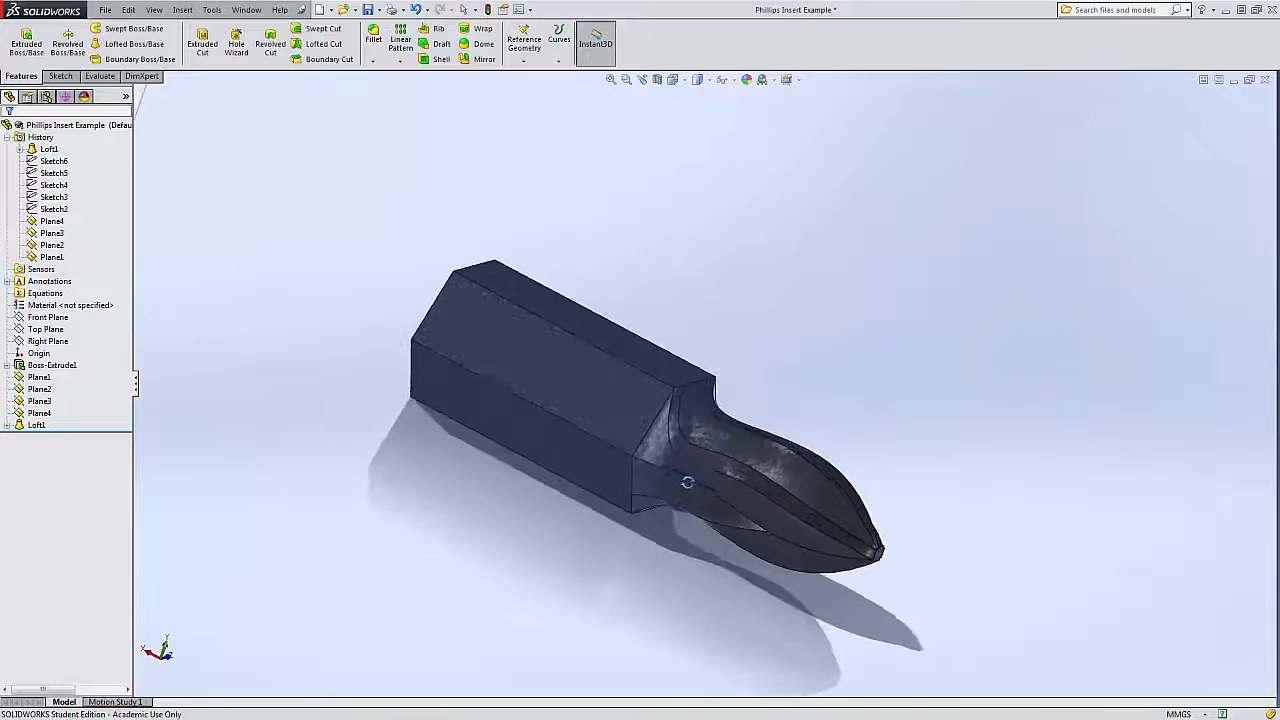 SOLIDWORKS
File
Edit
View
Insert
Tools
Window
Help
Phillips Insert Example *
Search files and models
Extruded Boss/Base
Revolved Boss/Base
Swept Boss/Base
Lofted Boss/Base
Boundary Boss/Base
Extruded Cut
Hole Wizard
Revolved Cut
Swept Cut
Lofted Cut
Boundary Cut
Fillet
Linear Pattern
Rib
Draft
Shell
Wrap
Dome
Mirror
Reference Geometry
Curves
Instant3D
Features
Sketch
Evaluate
DimXpert
Phillips Insert Example (Defau
History
Loft1
Sketch6
Sketch5
Sketch4
Sketch3
Sketch2
Plane4
Plane3
Plane2
Plane1
Sensors
Annotations
Equations
Material <not specified>
Front Plane
Top Plane
Right Plane
Origin
Boss-Extrude1
Plane1
Plane2
Plane3
Plane4
Loft1
Model
Motion Study 1
SOLIDWORKS Student Edition - Academic Use Only
MMGS